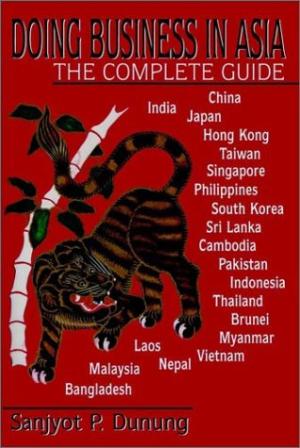 DOING BUSINESS IN ASIA
THE COMPLETE GUIDE
China
India
Japan
Hong Kong
Taiwan
Singapore
Philippines
South Korea
Sri Lanka
Cambodia
Pakistan
Indonesia
Thailand
Brunei
Myanmar
Laos
Vietnam
Nepal
Malaysia
Bangladesh
Sanjyot P. Dunung